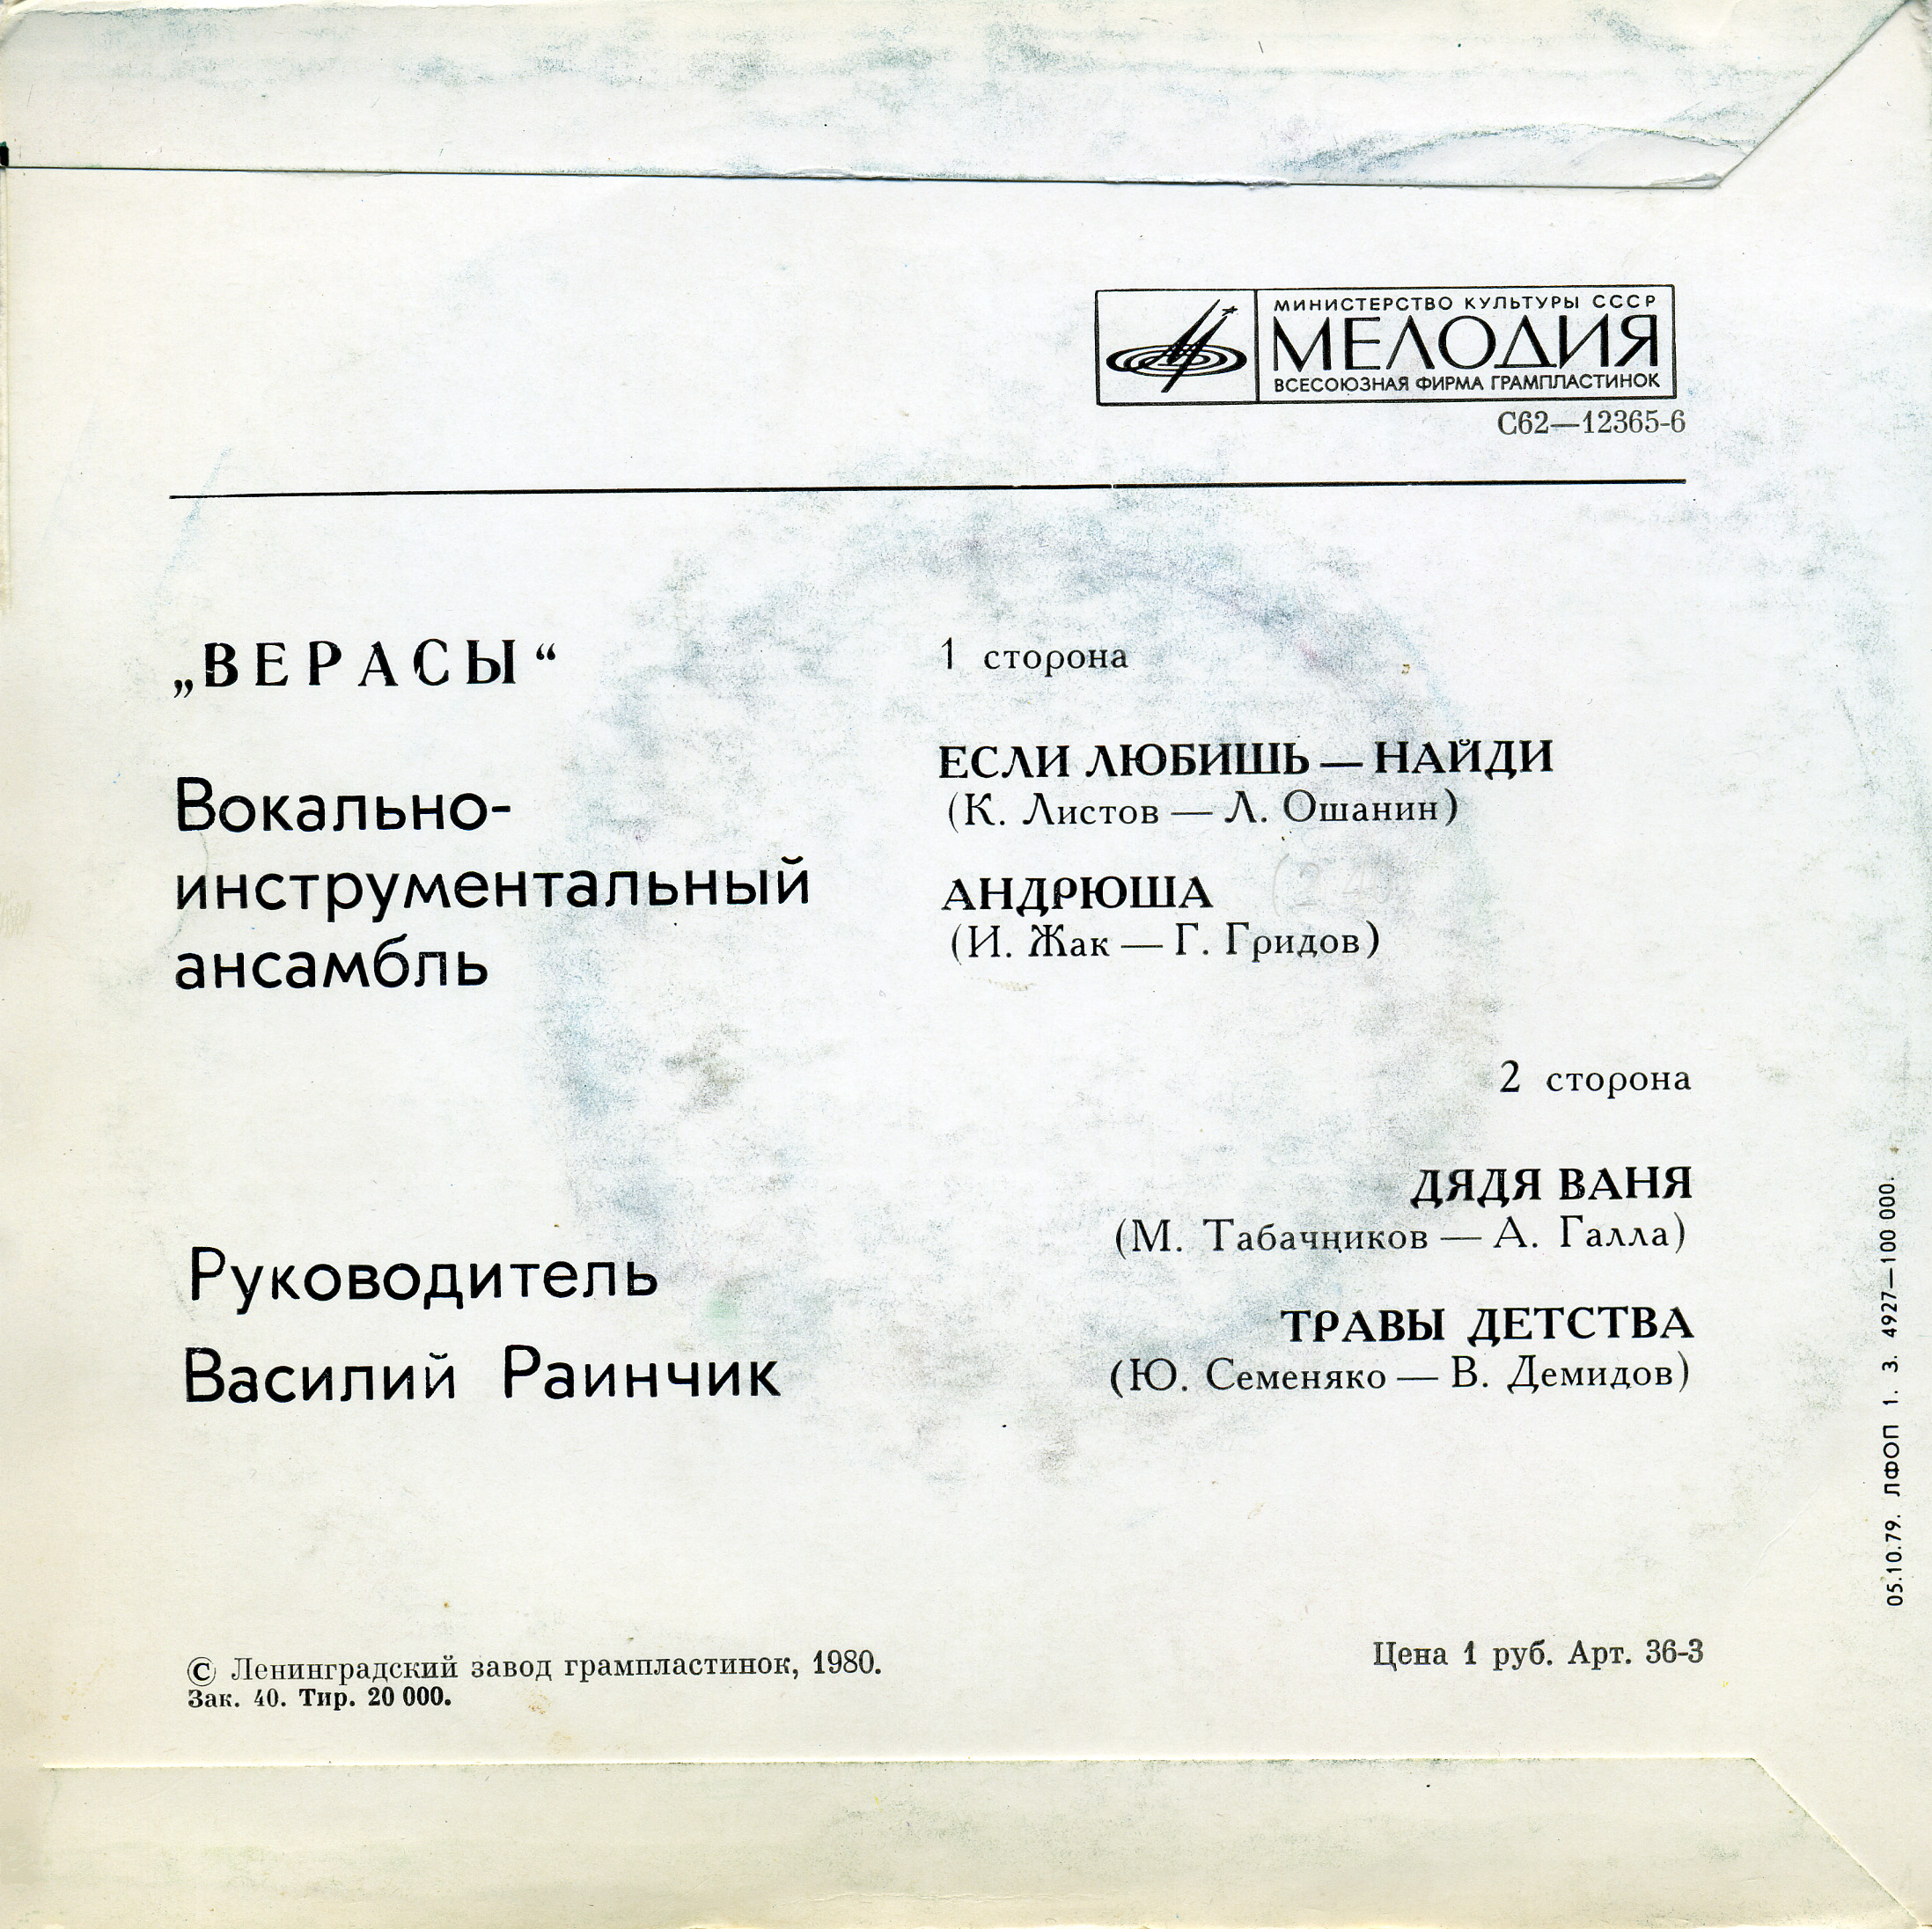 МИНИСТЕРСТВО КУЛЬТУРЫ СССР
МЕЛОДИЯ
ВСЕСОЮЗНАЯ ФИРМА ГРАМПЛАСТИНОК
С62—12365-6
„ВЕРАСЫ“
Вокально-
инструментальный
ансамбль
Руководитель
Василий Раинчик
1 сторона
ЕСЛИ ЛЮБИШЬ — НАЙДИ
(К. Листов — Л. Ошанин)
АНДРЮША
(И. Жак — Г. Гридов)
2 сторона
ДЯДЯ ВАНЯ
(М. Табачников — А. Галла)
ТРАВЫ ДЕТСТВА
(Ю. Семеняко — В. Демидов)
© Ленинградский завод грампластинок, 1980.
Зак. 40. Тир. 20 000.
Цена 1 руб. Арт. 36-3
05.10.79. ЛФОП 1. З. 4927—100 000.